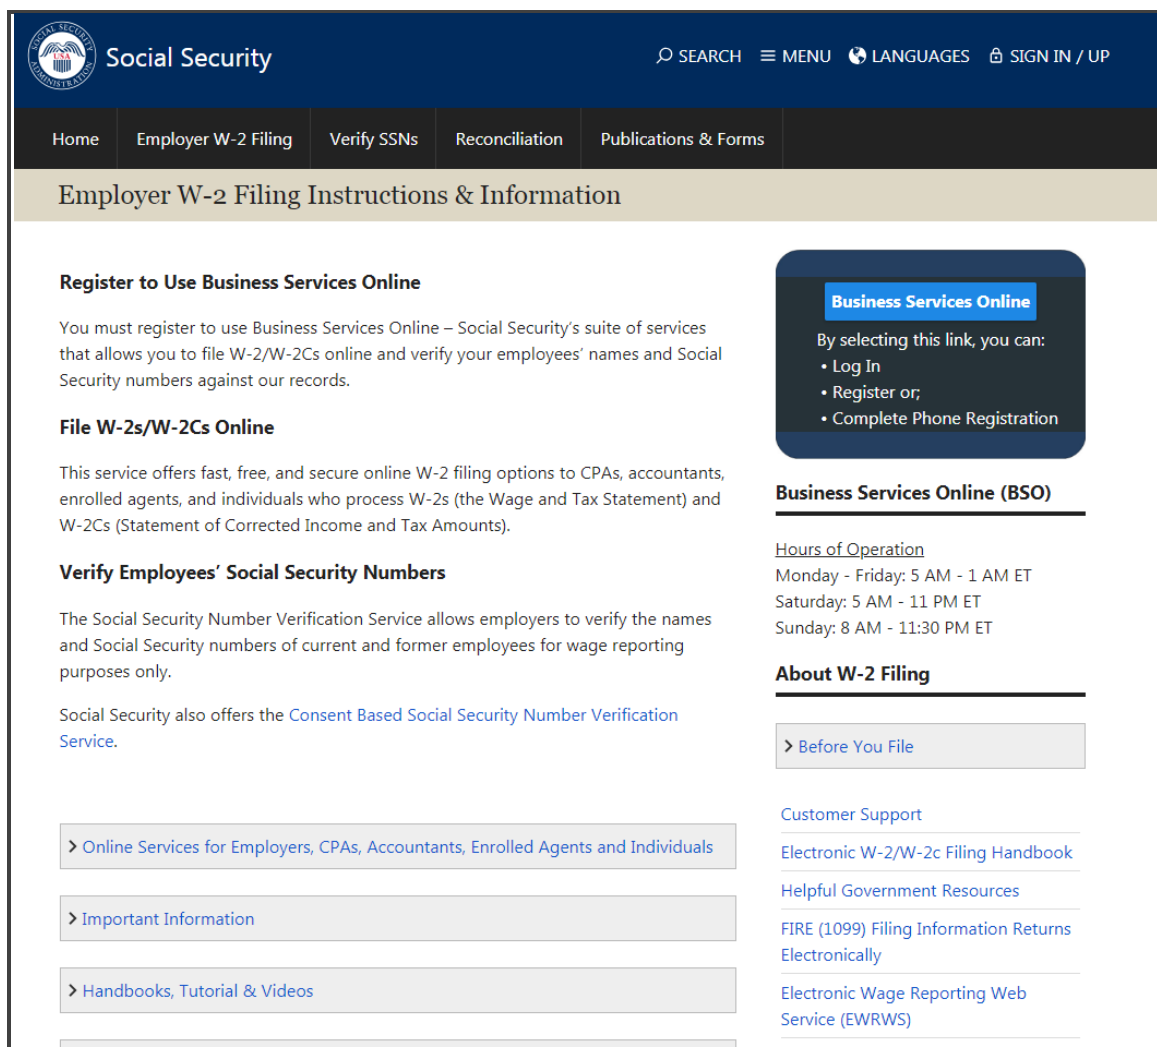 Social Security
SEARCH
MENU
LANGUAGES
SIGN IN / UP
Home
Employer W-2 Filing
Verify SSNs
Reconciliation
Publications & Forms
Employer W-2 Filing Instructions & Information
Register to Use Business Services Online
You must register to use Business Services Online – Social Security’s suite of services
that allows you to file W-2/W-2Cs online and verify your employees’ names and Social
Security numbers against our records.
File W-2s/W-2Cs Online
This service offers fast, free, and secure online W-2 filing options to CPAs, accountants,
enrolled agents, and individuals who process W-2s (the Wage and Tax Statement) and
W-2Cs (Statement of Corrected Income and Tax Amounts).
Verify Employees’ Social Security Numbers
The Social Security Number Verification Service allows employers to verify the names
and Social Security numbers of current and former employees for wage reporting
purposes only.
Social Security also offers the Consent Based Social Security Number Verification
Service.
> Online Services for Employers, CPAs, Accountants, Enrolled Agents and Individuals
> Important Information
> Handbooks, Tutorial & Videos
Business Services Online
By selecting this link, you can:
• Log In
• Register or;
• Complete Phone Registration
Business Services Online (BSO)
Hours of Operation
Monday - Friday: 5 AM - 1 AM ET
Saturday: 5 AM - 11 PM ET
Sunday: 8 AM - 11:30 PM ET
About W-2 Filing
> Before You File
Customer Support
Electronic W-2/W-2c Filing Handbook
Helpful Government Resources
FIRE (1099) Filing Information Returns
Electronically
Electronic Wage Reporting Web
Service (EWRWS)